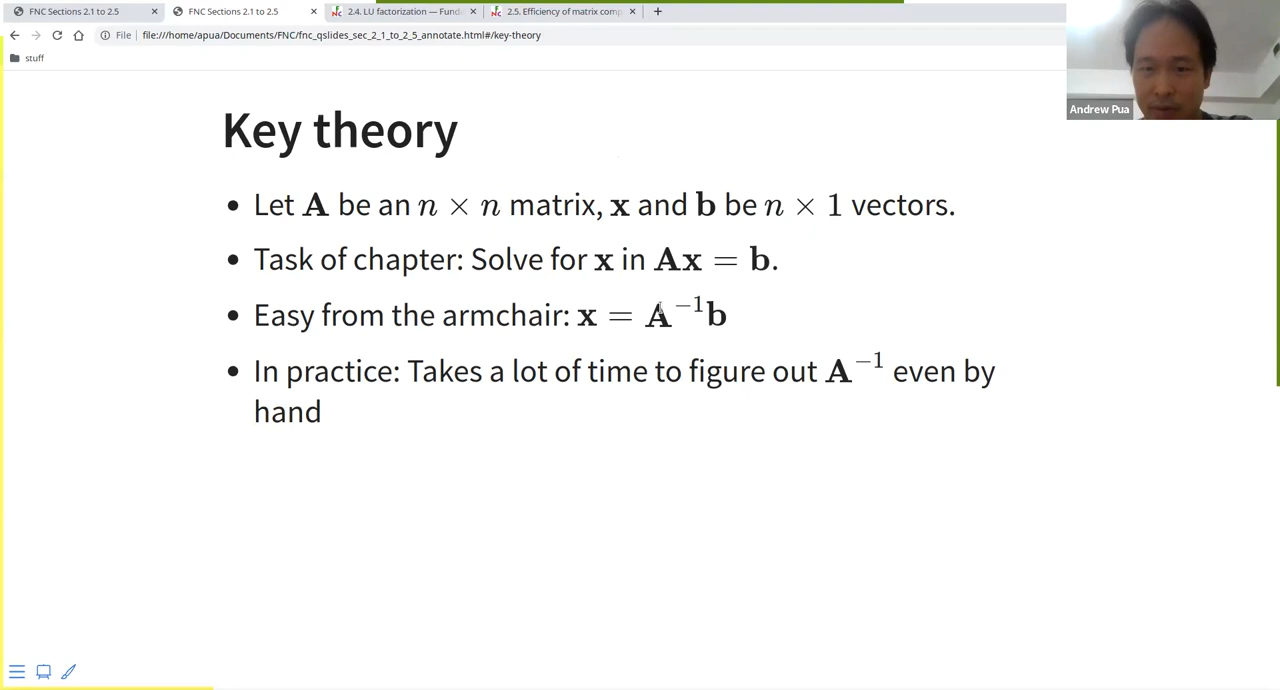 FNC Sections 2.1 to 2.5
FNC Sections 2.1 to 2.5
2.4. LU factorization — Fund
2.5. Efficiency of matrix comp
File
file:///home/apua/Documents/FNC/fnc_qslides_sec_2_1_to_2_5_annotate.html#/key-theory
stuff
Andrew Pua
Key theory
• Let A be an n × n matrix, x and b be n × 1 vectors.
• Task of chapter: Solve for x in Ax = b.
• Easy from the armchair: x = A⁻¹b
• In practice: Takes a lot of time to figure out A⁻¹ even by
hand